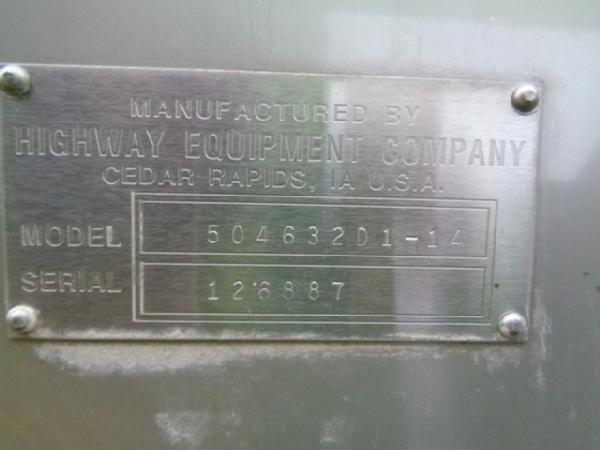 MANUFACTURED BY
HIGHWAY EQUIPMENT COMPANY
CEDAR RAPIDS, IA U.S.A.
MODEL 504632D1-14
SERIAL 126887